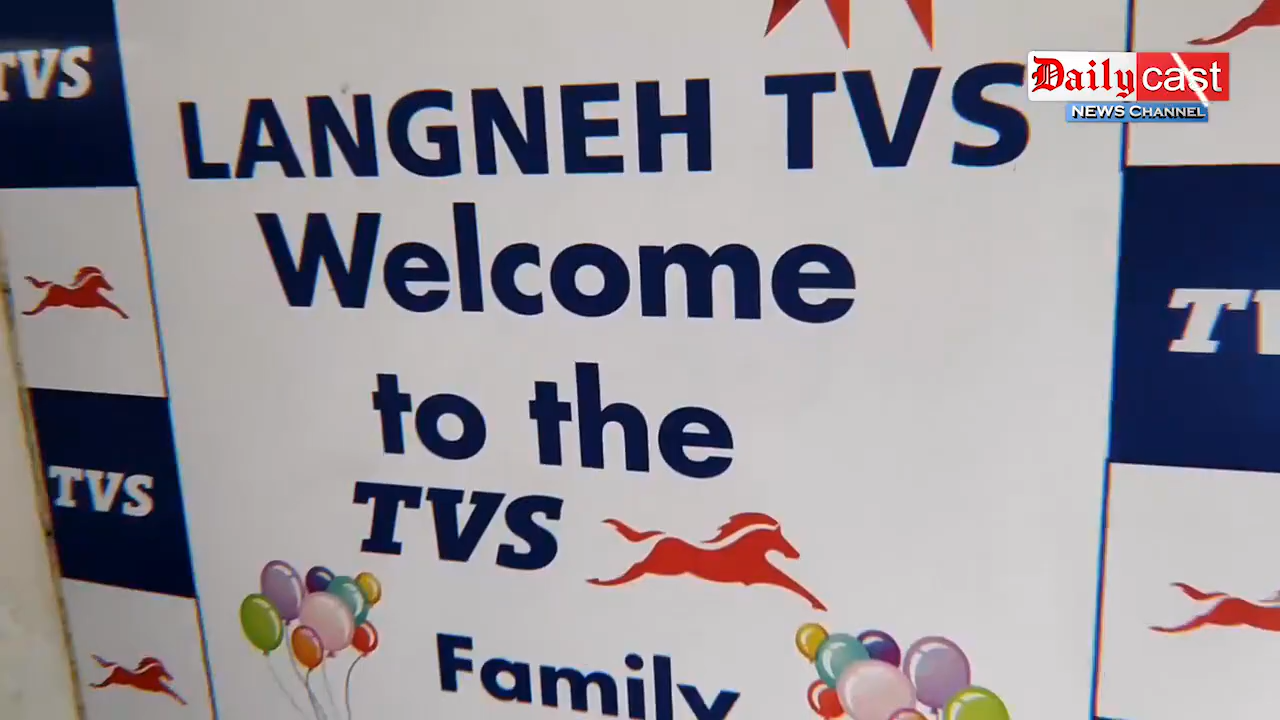 TVS
Dailycast
NEWS CHANNEL
LANGNEH TVS
Welcome
to the
TVS
Family
TVS